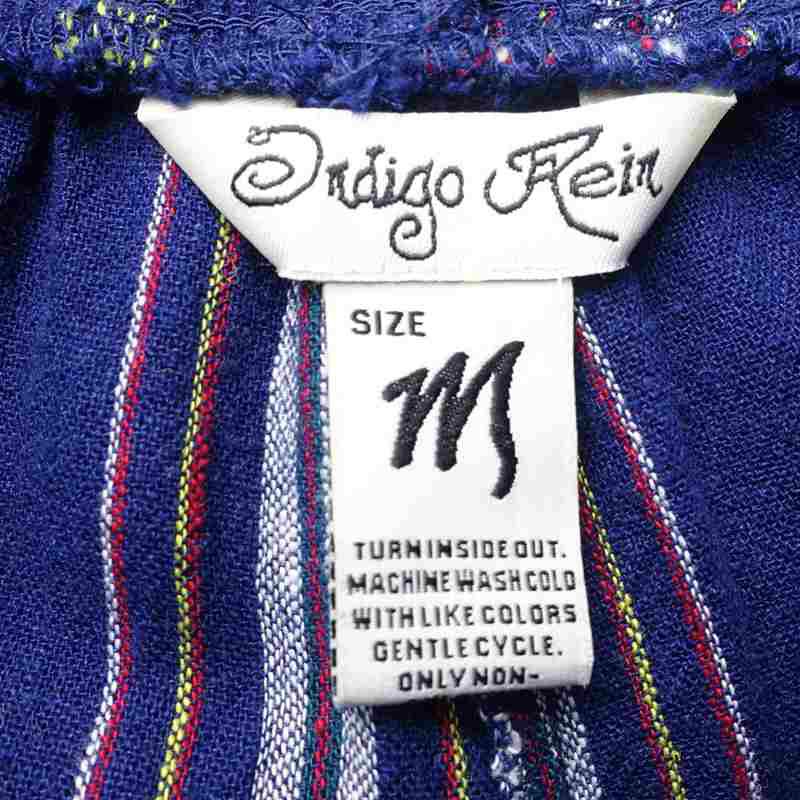 Indigo Rein
SIZE
M
TURN INSIDE OUT.
MACHINE WASH COLD
WITH LIKE COLORS
GENTLE CYCLE.
ONLY NON-